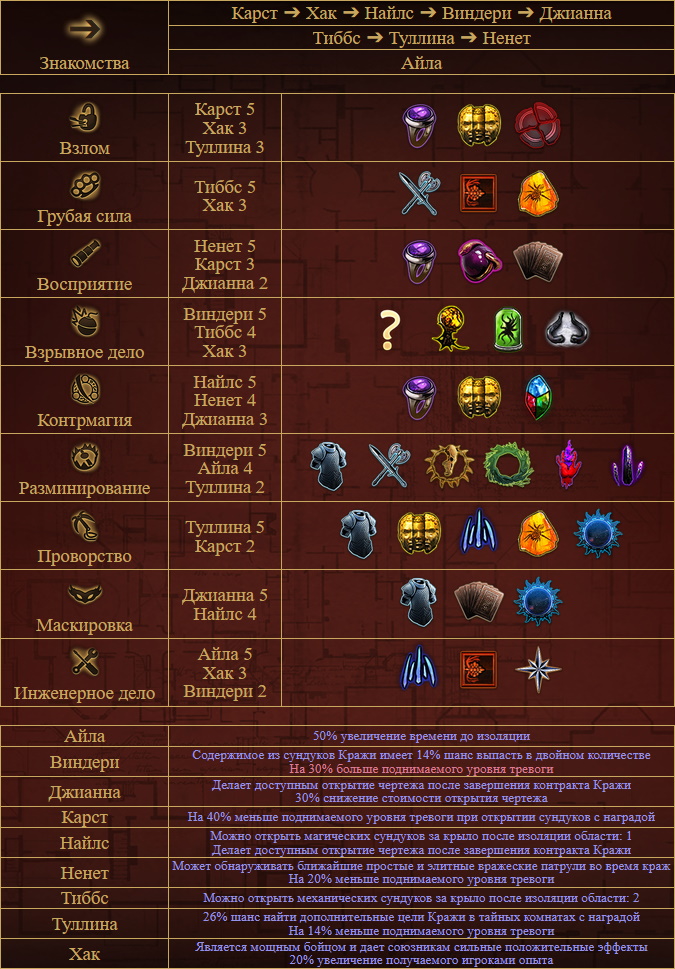 Карст ➔ Хак ➔ Найлс ➔ Виндери ➔ Джианна
Тиббс ➔ Туллина ➔ Ненет
Знакомства
Айла
Взлом
Карст 5
Хак 3
Туллина 3
Грубая сила
Тиббс 5
Хак 3
Восприятие
Ненет 5
Карст 3
Джианна 2
Взрывное дело
Виндери 5
Тиббс 4
Хак 3
?
Контрмагия
Найлс 5
Ненет 4
Джианна 3
Разминирование
Виндери 5
Айла 4
Туллина 2
Проворство
Туллина 5
Карст 2
Маскировка
Джианна 5
Найлс 4
Инженерное дело
Айла 5
Хак 3
Виндери 2
Айла
50% увеличение времени до изоляции
Виндери
Содержимое из сундуков Кражи имеет 14% шанс выпасть в двойном количестве
На 30% больше поднимаемого уровня тревоги
Джианна
Делает доступным открытие чертежа после завершения контракта Кражи
30% снижение стоимости открытия чертежа
Карст
На 40% меньше поднимаемого уровня тревоги при открытии сундуков с наградой
Найлс
Можно открыть магических сундуков за крыло после изоляции области: 1
Делает доступным открытие чертежа после завершения контракта Кражи
Ненет
Может обнаруживать ближайшие простые и элитные вражеские патрули во время краж
На 20% меньше поднимаемого уровня тревоги
Тиббс
Можно открыть механических сундуков за крыло после изоляции области: 2
Туллина
26% шанс найти дополнительные цели Кражи в тайных комнатах с наградой
На 14% меньше поднимаемого уровня тревоги
Хак
Является мощным бойцом и дает союзникам сильные положительные эффекты
20% увеличение получаемого игроками опыта